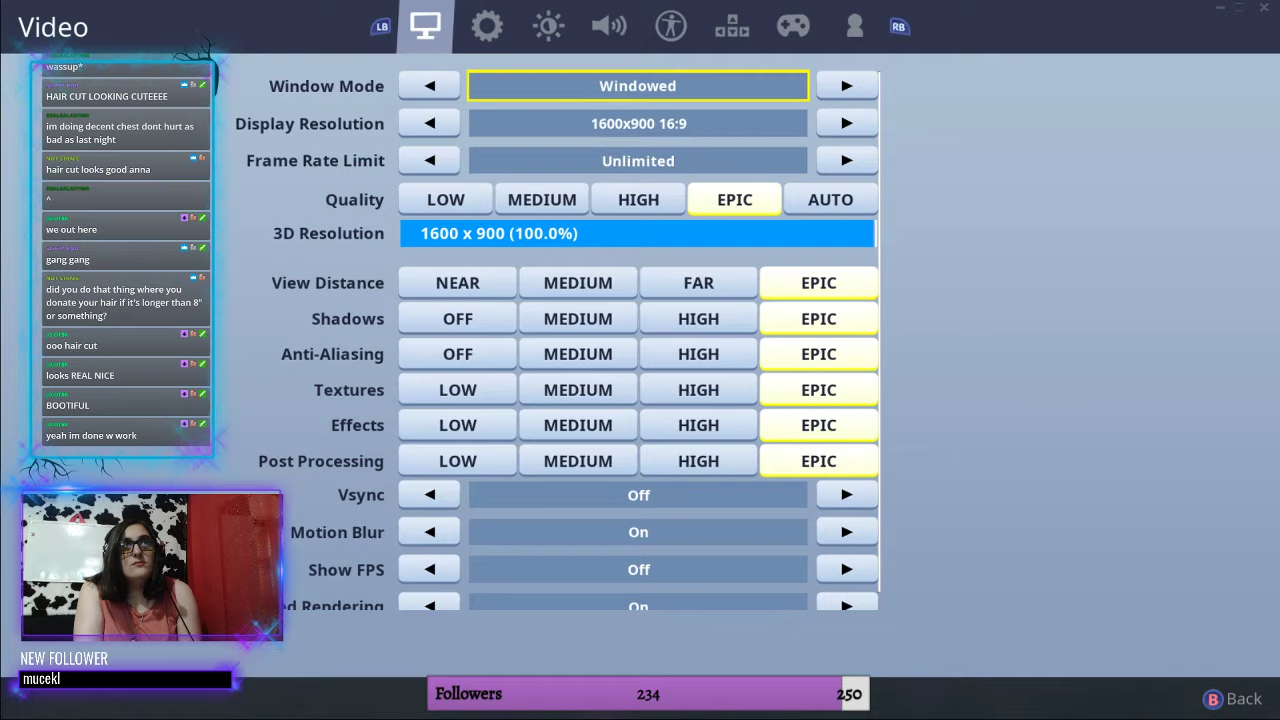 Video
LB
RB
wassup*
HAIR CUT LOOKING CUTEEEE
im doing decent chest dont hurt as
bad as last night
hair cut looks good anna
^
we out here
gang gang
did you do that thing where you
donate your hair if it's longer than 8"
or something?
ooo hair cut
looks REAL NICE
BOOTIFUL
yeah im done w work
NEW FOLLOWER
mucekl
Window Mode
Windowed
Display Resolution
1600x900 16:9
Frame Rate Limit
Unlimited
Quality
LOW MEDIUM HIGH EPIC AUTO
3D Resolution
1600 x 900 (100.0%)
View Distance
NEAR MEDIUM FAR EPIC
Shadows
OFF MEDIUM HIGH EPIC
Anti-Aliasing
OFF MEDIUM HIGH EPIC
Textures
LOW MEDIUM HIGH EPIC
Effects
LOW MEDIUM HIGH EPIC
Post Processing
LOW MEDIUM HIGH EPIC
Vsync
Off
Motion Blur
On
Show FPS
Off
Rendering
On
Followers 234 250
B Back